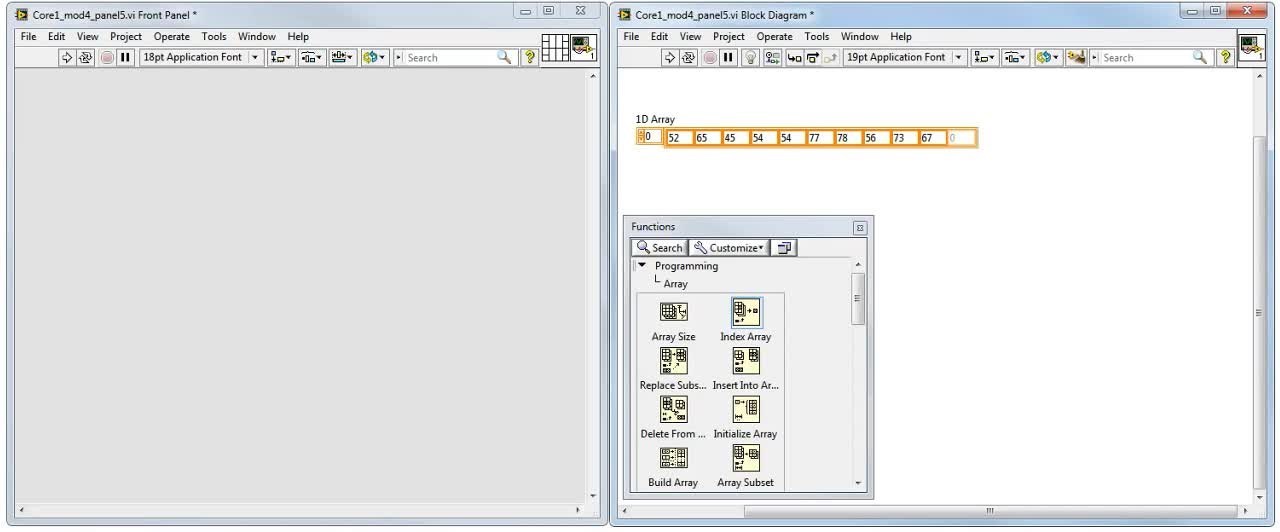 Core1_mod4_panel5.vi Front Panel *
File Edit View Project Operate Tools Window Help
18pt Application Font
Search
1
Core1_mod4_panel5.vi Block Diagram *
File Edit View Project Operate Tools Window Help
19pt Application Font
Search
1
1D Array
0 52 65 45 54 54 77 78 56 73 67 0
Functions
Search Customize
Programming
Array
Array Size Index Array
Replace Subs... Insert Into Ar...
Delete From ... Initialize Array
Build Array Array Subset